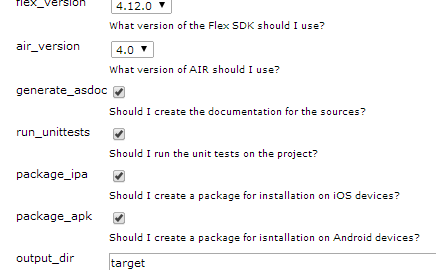 flex_version 4.12.0
What version of the Flex SDK should I use?
air_version 4.0
What version of AIR should I use?
generate_asdoc
Should I create the documentation for the sources?
run_unittests
Should I run the unit tests on the project?
package_ipa
Should I create a package for installation on iOS devices?
package_apk
Should I create a package for isntallation on Android devices?
output_dir target